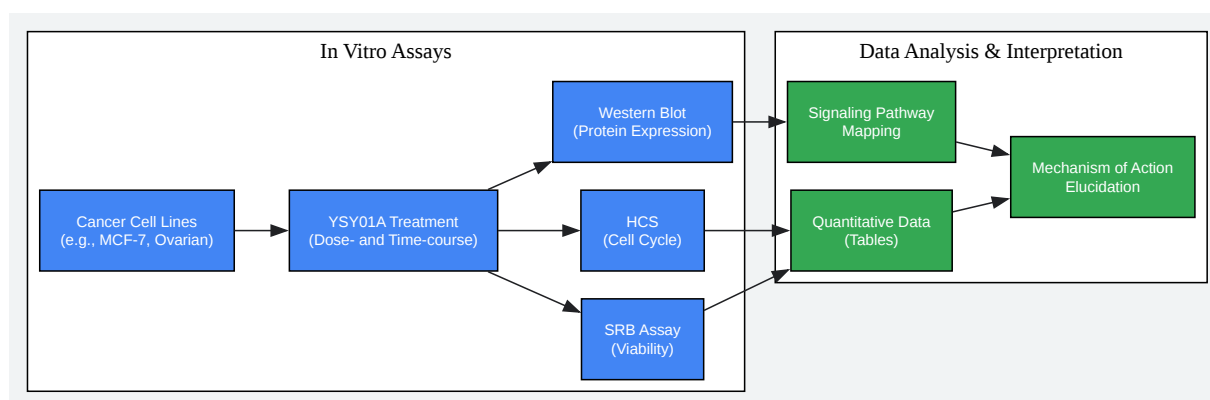 In Vitro Assays
Cancer Cell Lines
(e.g., MCF-7, Ovarian)
YSY01A Treatment
(Dose- and Time-course)
Western Blot
(Protein Expression)
HCS
(Cell Cycle)
SRB Assay
(Viability)
Data Analysis & Interpretation
Signaling Pathway
Mapping
Quantitative Data
(Tables)
Mechanism of Action
Elucidation